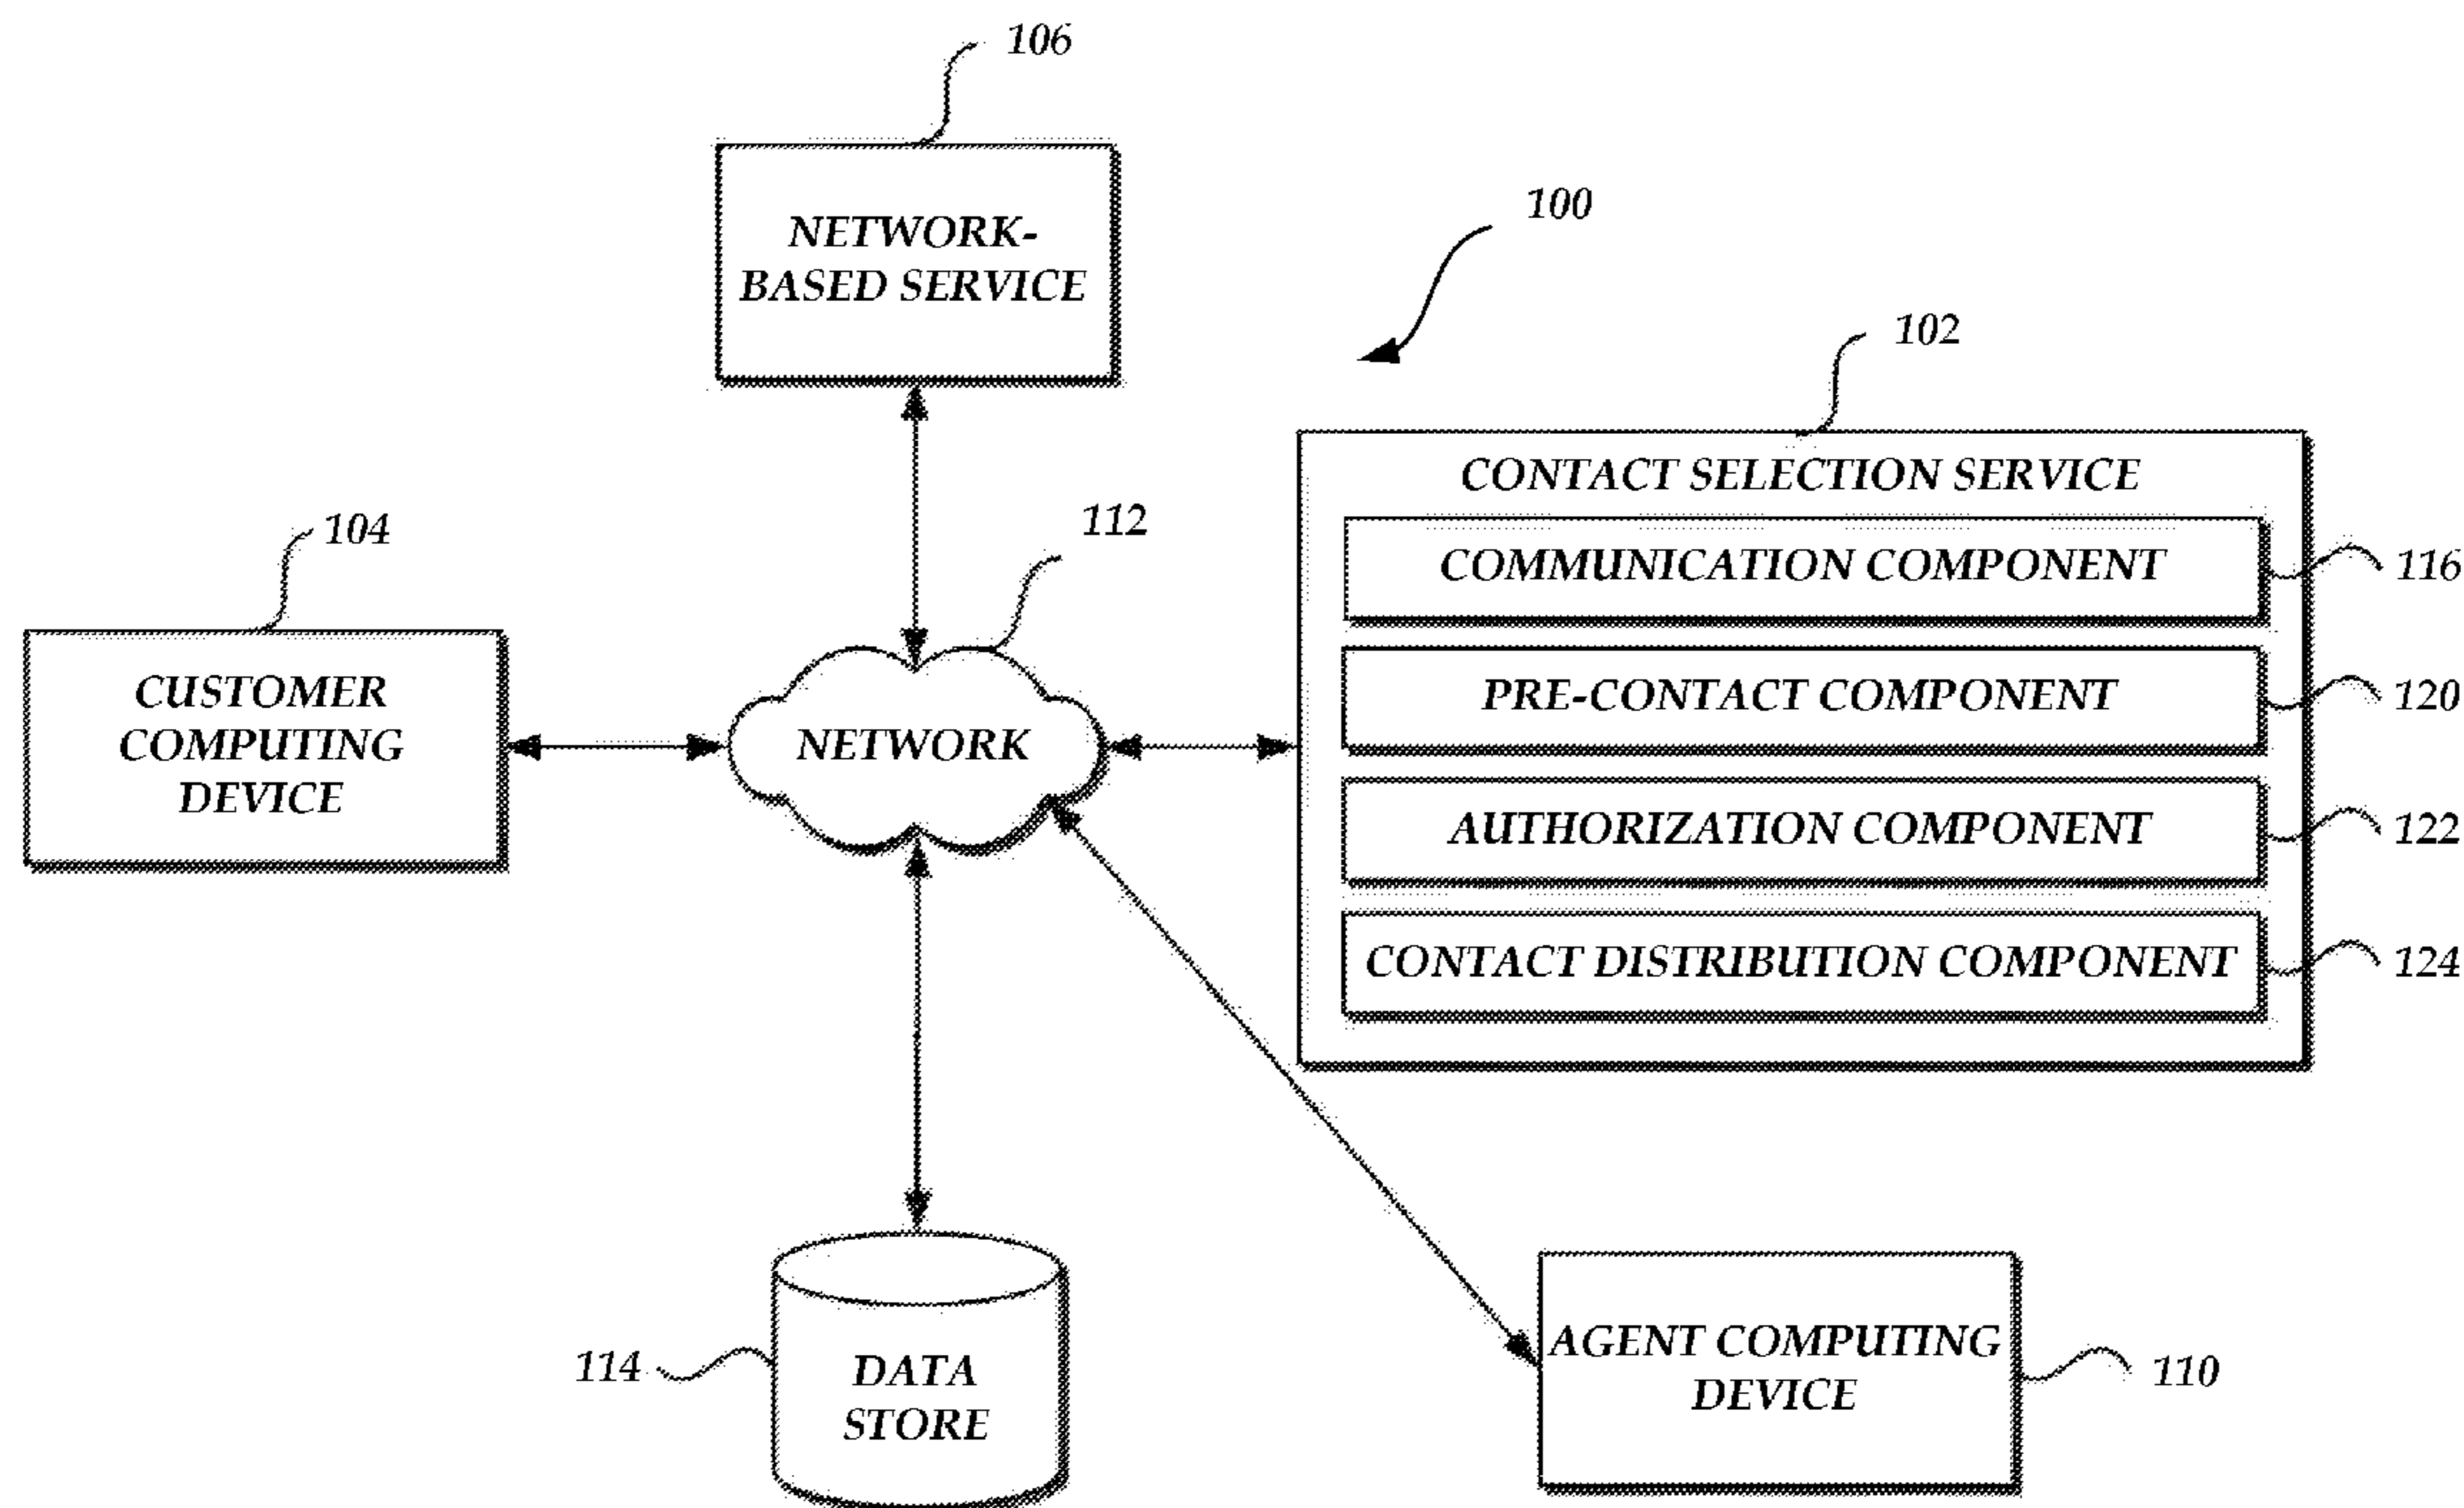 106
NETWORK-
BASED SERVICE
100
102
CONTACT SELECTION SERVICE
COMMUNICATION COMPONENT
116
PRE-CONTACT COMPONENT
120
AUTHORIZATION COMPONENT
122
CONTACT DISTRIBUTION COMPONENT
124
104
CUSTOMER
COMPUTING
DEVICE
112
NETWORK
114
DATA
STORE
AGENT COMPUTING
DEVICE
110